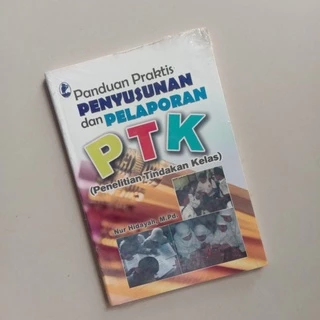 Panduan Praktis
PENYUSUNAN
dan PELAPORAN
PTK
(Penelitian Tindakan Kelas)
Nur Hidayah, M.Pd